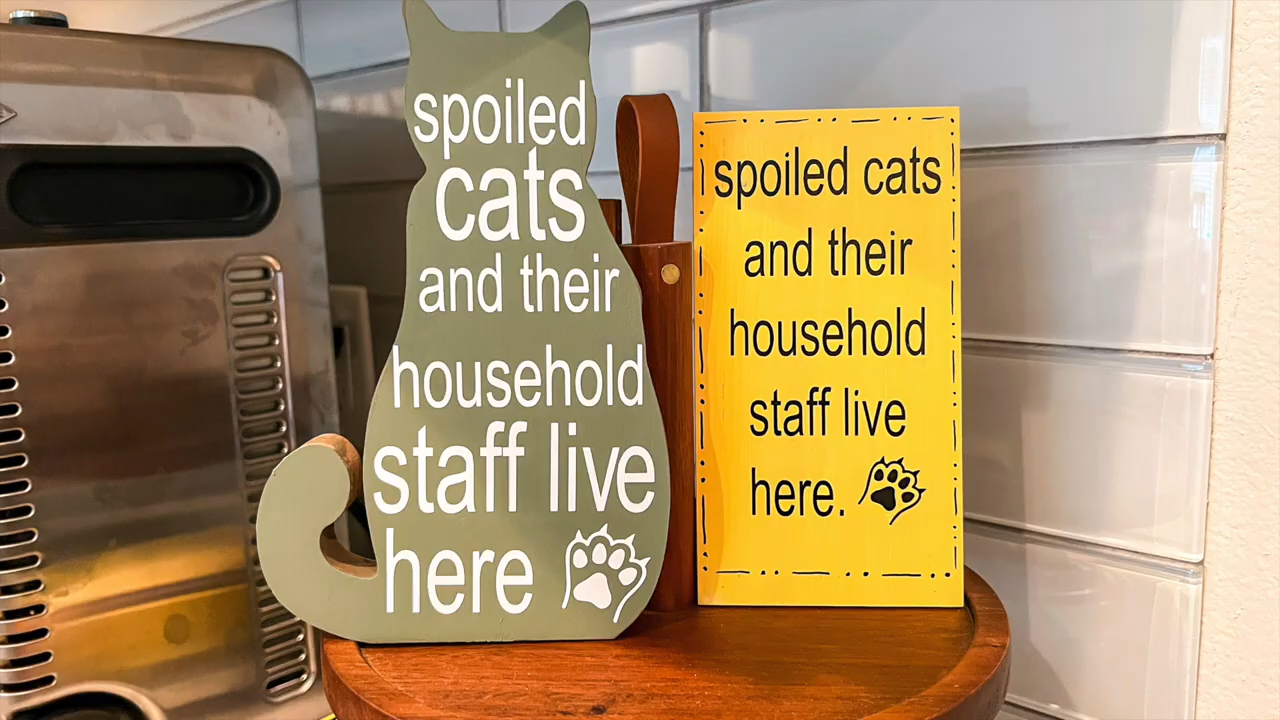 spoiled
cats
and their
household
staff live
here
spoiled cats
and their
household
staff live
here.